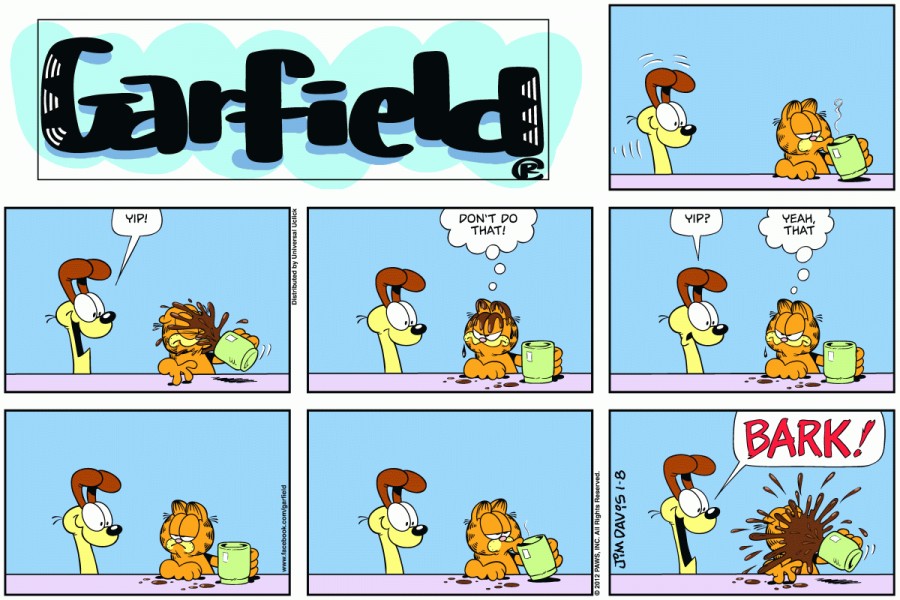 Garfield
YIP!
Distributed by Universal Uclick
DON'T DO
THAT!
YIP?
YEAH,
THAT
www.facebook.com/garfield
© 2012 PAWS, INC. All Rights Reserved.
JIM DAVIS 1-8
BARK!